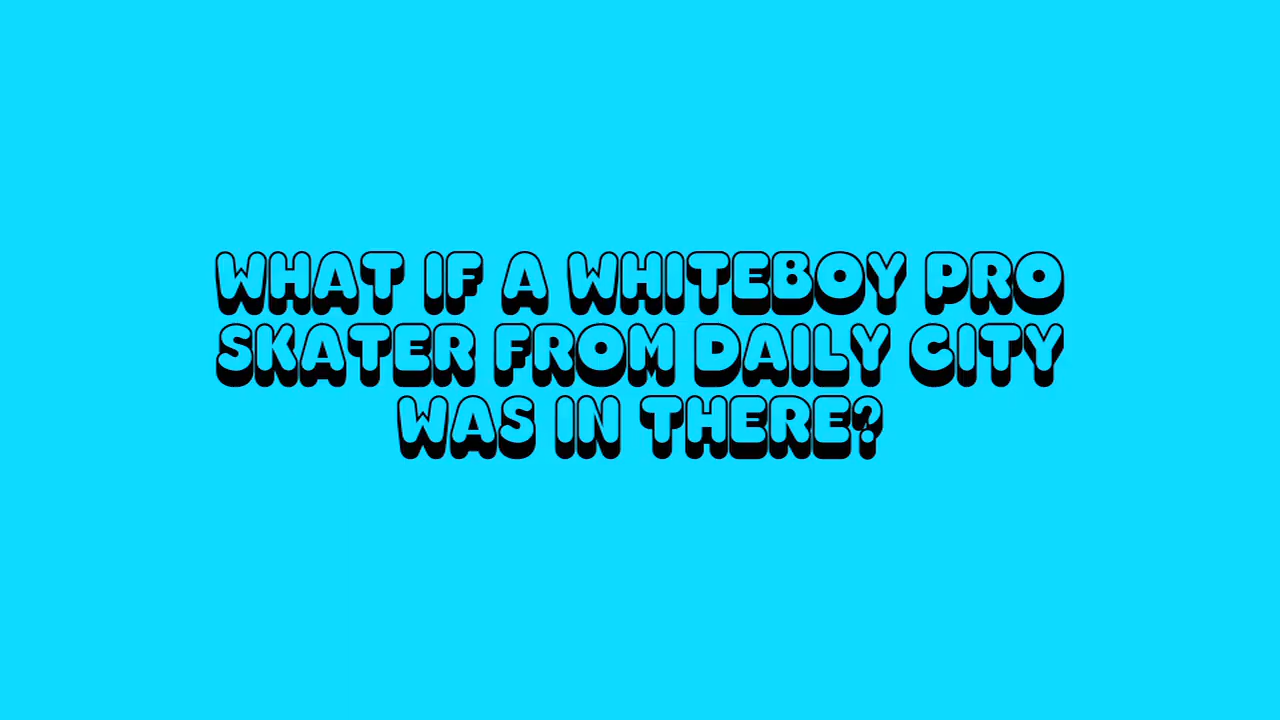 WHAT IF A WHITEBOY PRO
SKATER FROM DAILY CITY
WAS IN THERE?